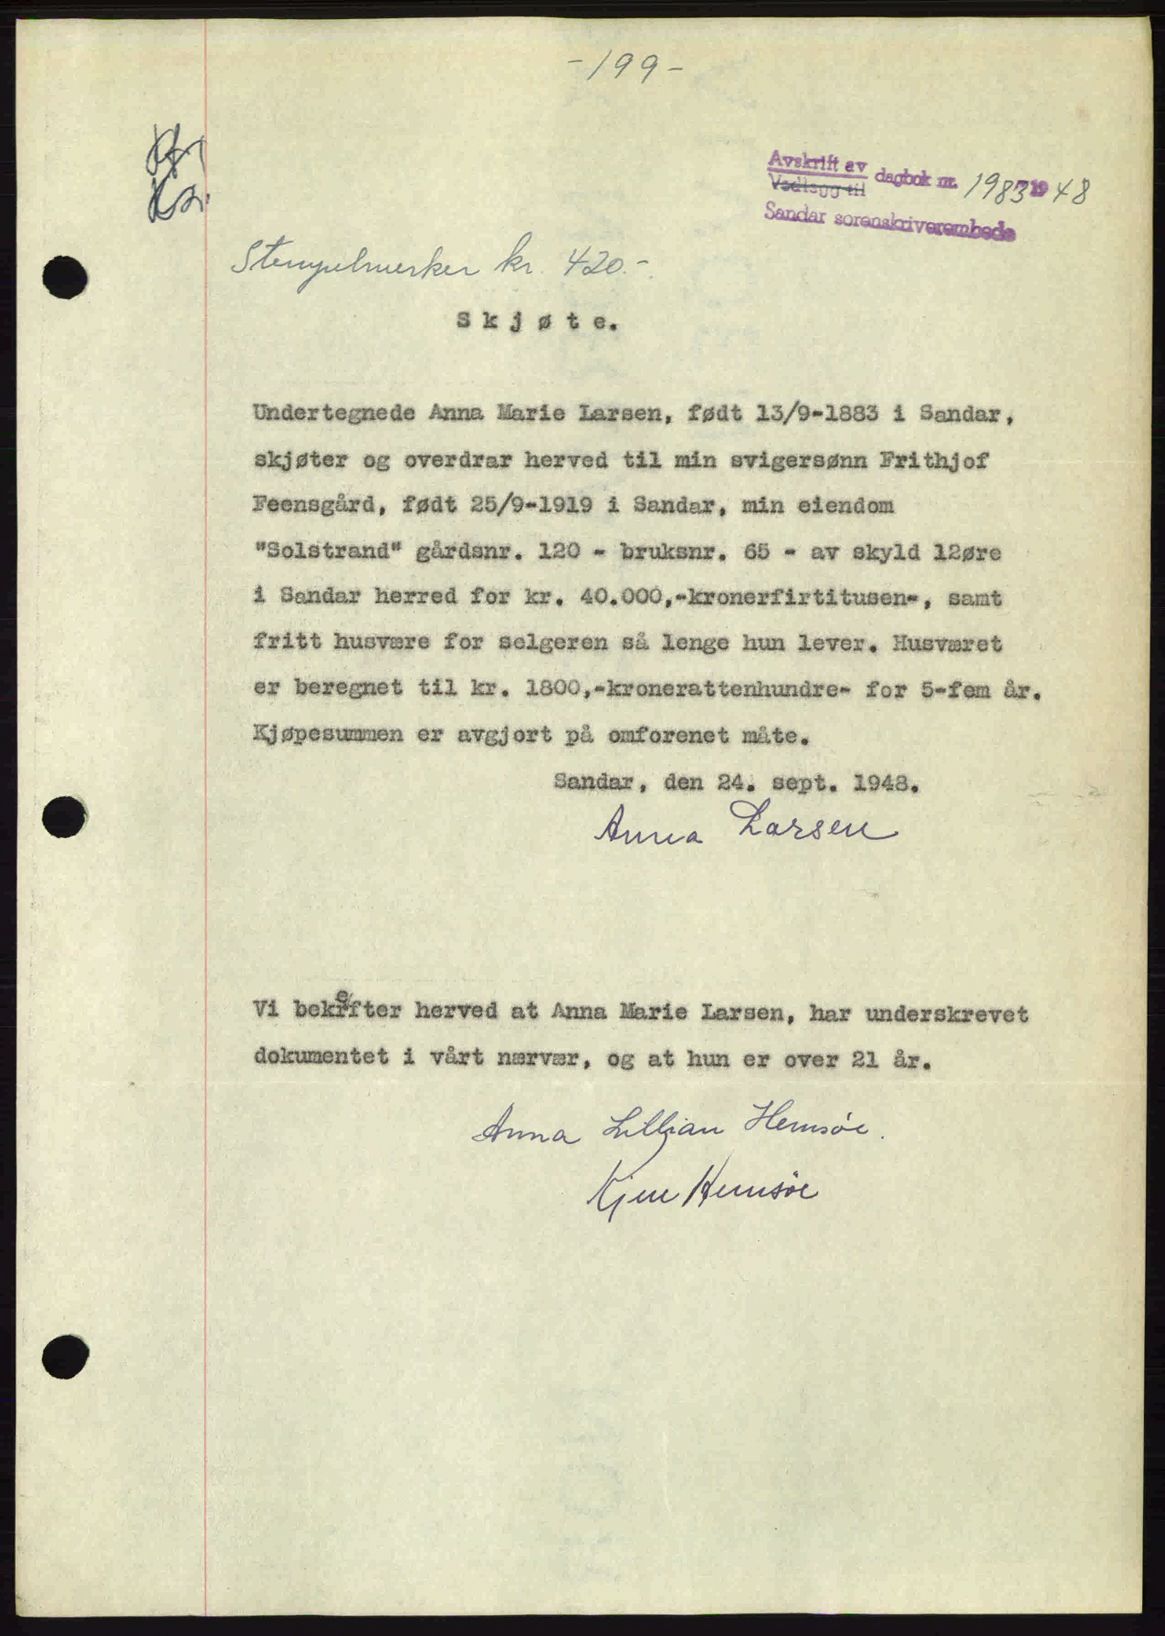 -199-
Avskrift av
Vedlegg til
dagbok nr. 1983/1948
Sandar sorenskriverembede
Stempelmerker kr. 420.-
Skjøte.
Undertegnede Anna Marie Larsen, født 13/9-1883 i Sandar,
skjøter og overdrar herved til min svigersønn Frithjof
Feensgård, født 25/9-1919 i Sandar, min eiendom
"Solstrand" gårdsnr. 120 - bruksnr. 65 - av skyld 12øre
i Sandar herred for kr. 40.000,-kronerfirtitusen-, samt
fritt husvære for selgeren så lenge hun lever. Husværet
er beregnet til kr. 1800,-kronerattenhundre- for 5-fem år.
Kjøpesummen er avgjort på omforenet måte.
Sandar, den 24. sept. 1948.
Anna Larsen
Vi bekrefter herved at Anna Marie Larsen, har underskrevet
dokumentet i vårt nærvær, og at hun er over 21 år.
Anna Lillian Hemsøe.
Hemsøe